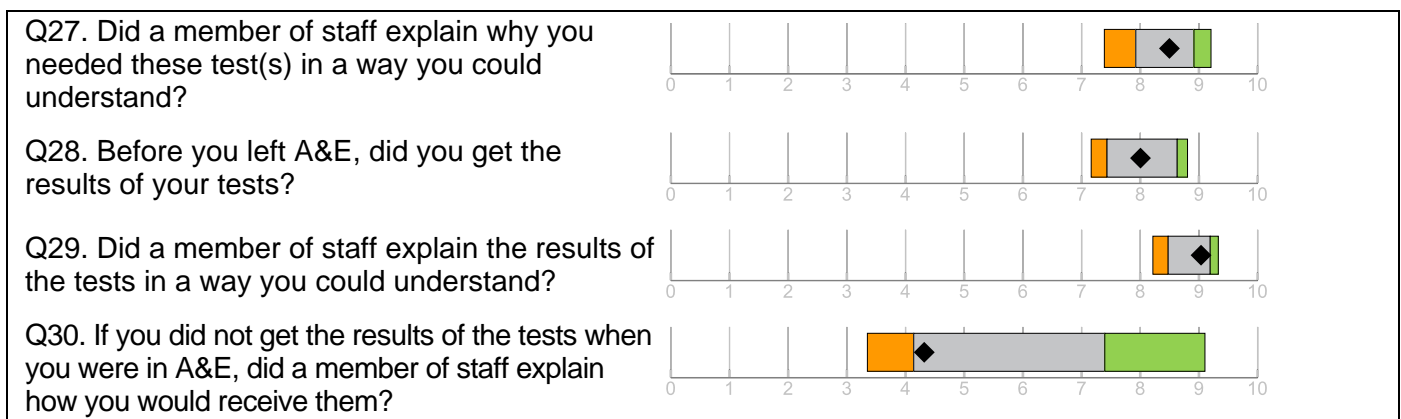 Q27. Did a member of staff explain why you
needed these test(s) in a way you could
understand?
0 1 2 3 4 5 6 7 8 9 10
Q28. Before you left A&E, did you get the
results of your tests?
0 1 2 3 4 5 6 7 8 9 10
Q29. Did a member of staff explain the results of
the tests in a way you could understand?
0 1 2 3 4 5 6 7 8 9 10
Q30. If you did not get the results of the tests when
you were in A&E, did a member of staff explain
how you would receive them?
0 1 2 3 4 5 6 7 8 9 10